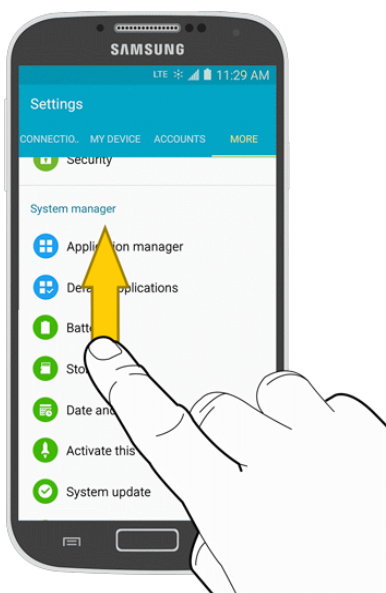 SAMSUNG
LTE 11:29 AM
Settings
CONNECTIO.. MY DEVICE ACCOUNTS MORE
Security
System manager
Application manager
Default applications
Batt
Sto
Date and
Activate this
System update